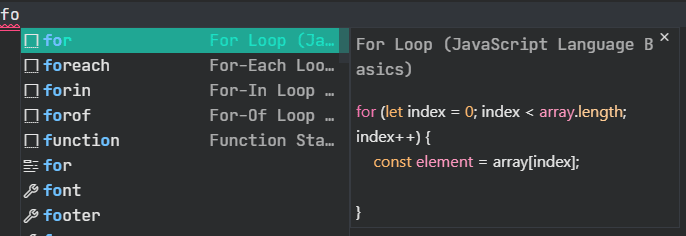 fo
for For Loop (Ja…
foreach For-Each Loo…
forin For-In Loop …
forof For-Of Loop …
function Function Sta…
for
font
footer
For Loop (JavaScript Language B
asics)
for (let index = 0; index < array.length;
index++) {
const element = array[index];
}